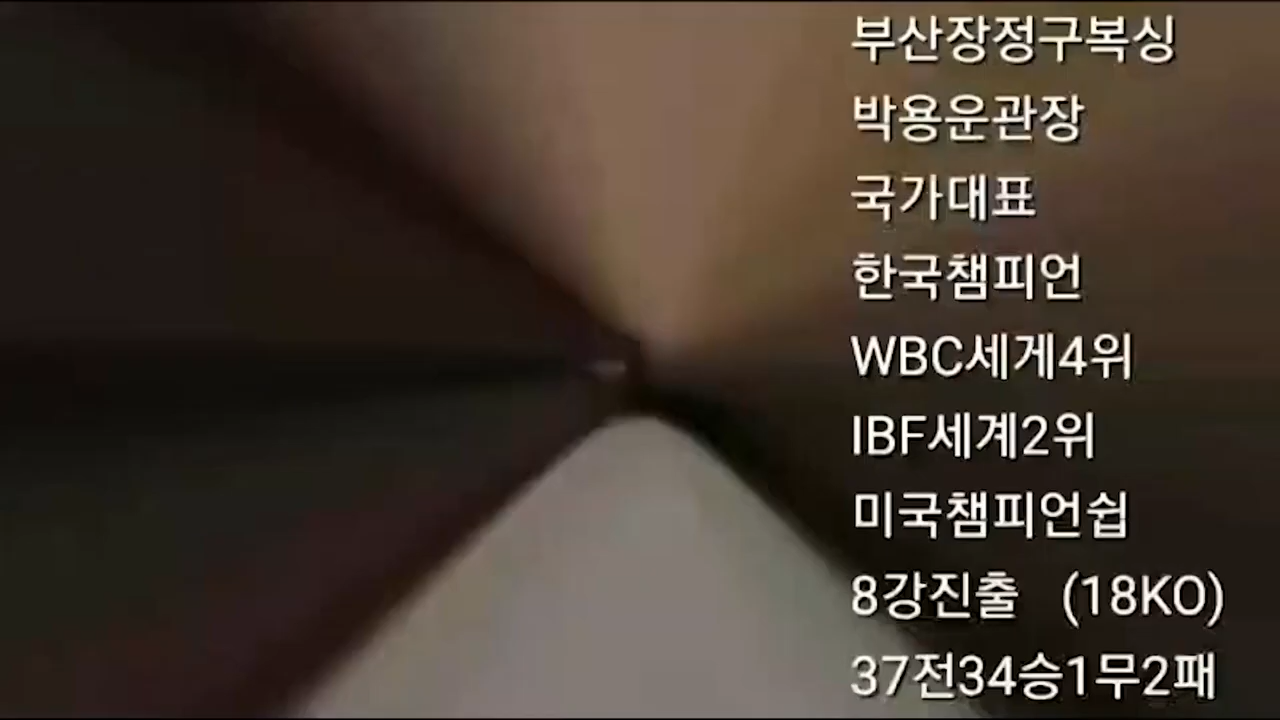 부산장정구복싱
박용운관장
국가대표
한국챔피언
WBC세게4위
IBF세계2위
미국챔피언쉽
8강진출 (18KO)
37전34승1무2패